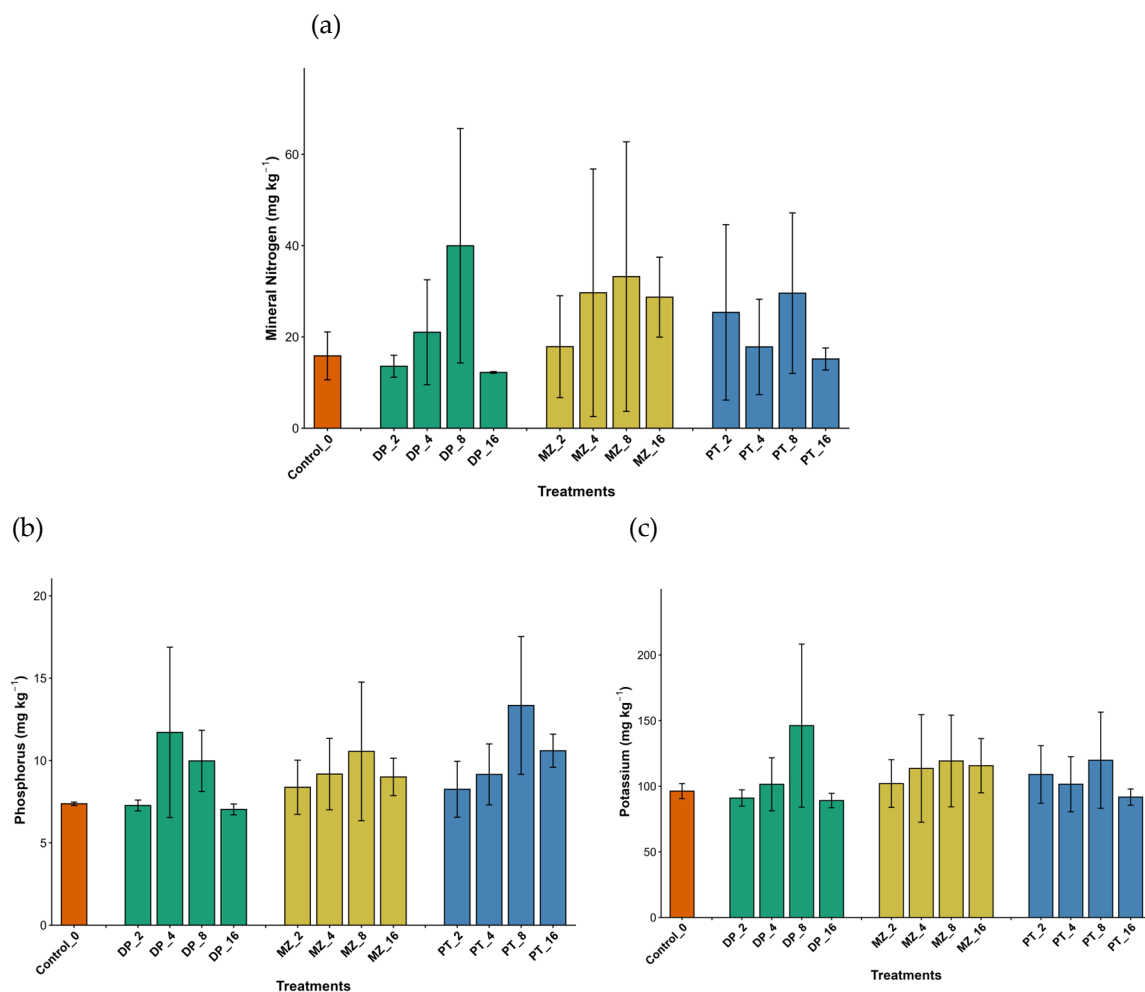 (a)
Mineral Nitrogen (mg kg⁻¹)
60
40
20
0
Control_0
DP_2
DP_4
DP_8
DP_16
MZ_2
MZ_4
MZ_8
MZ_16
PT_2
PT_4
PT_8
PT_16
Treatments
(b)
Phosphorus (mg kg⁻¹)
20
15
10
5
0
Control_0
DP_2
DP_4
DP_8
DP_16
MZ_2
MZ_4
MZ_8
MZ_16
PT_2
PT_4
PT_8
PT_16
Treatments
(c)
Potassium (mg kg⁻¹)
200
150
100
50
0
Control_0
DP_2
DP_4
DP_8
DP_16
MZ_2
MZ_4
MZ_8
MZ_16
PT_2
PT_4
PT_8
PT_16
Treatments